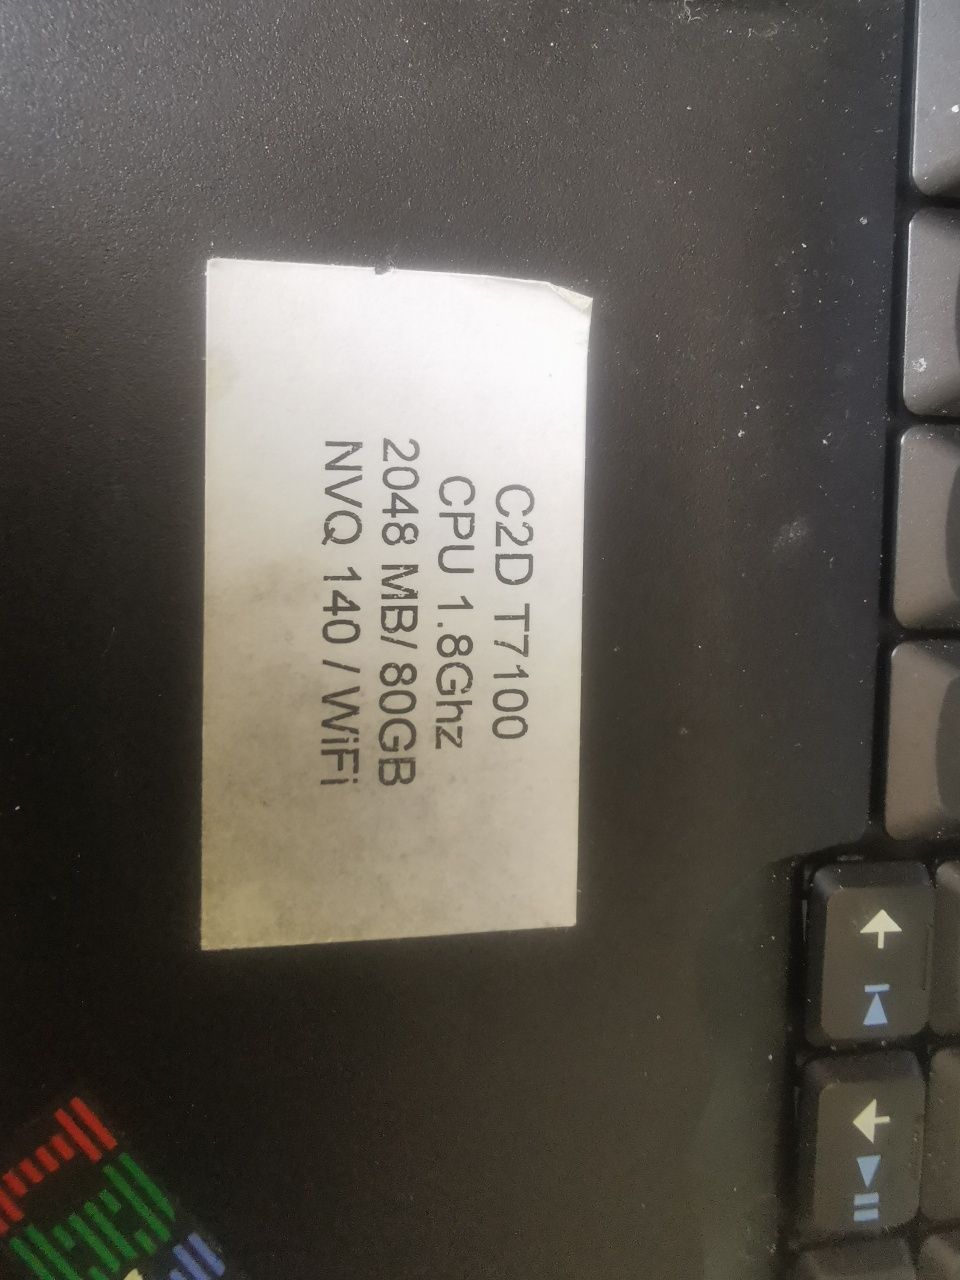 C2D T7100
CPU 1.8Ghz
2048 MB/ 80GB
NVQ 140 / WiFi